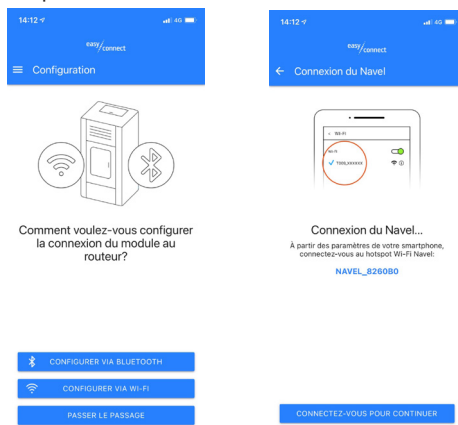 14:12
4G
easy/connect
Configuration
Comment voulez-vous configurer
la connexion du module au
routeur?
CONFIGURER VIA BLUETOOTH
CONFIGURER VIA WI-FI
PASSER LE PASSAGE
14:12
4G
easy/connect
Connexion du Navel
Wi-Fi
Wi-Fi
Connexion du Navel...
À partir des paramètres de votre smartphone,
connectez-vous au hotspot Wi-Fi Navel:
NAVEL_8260B0
CONNECTEZ-VOUS POUR CONTINUER